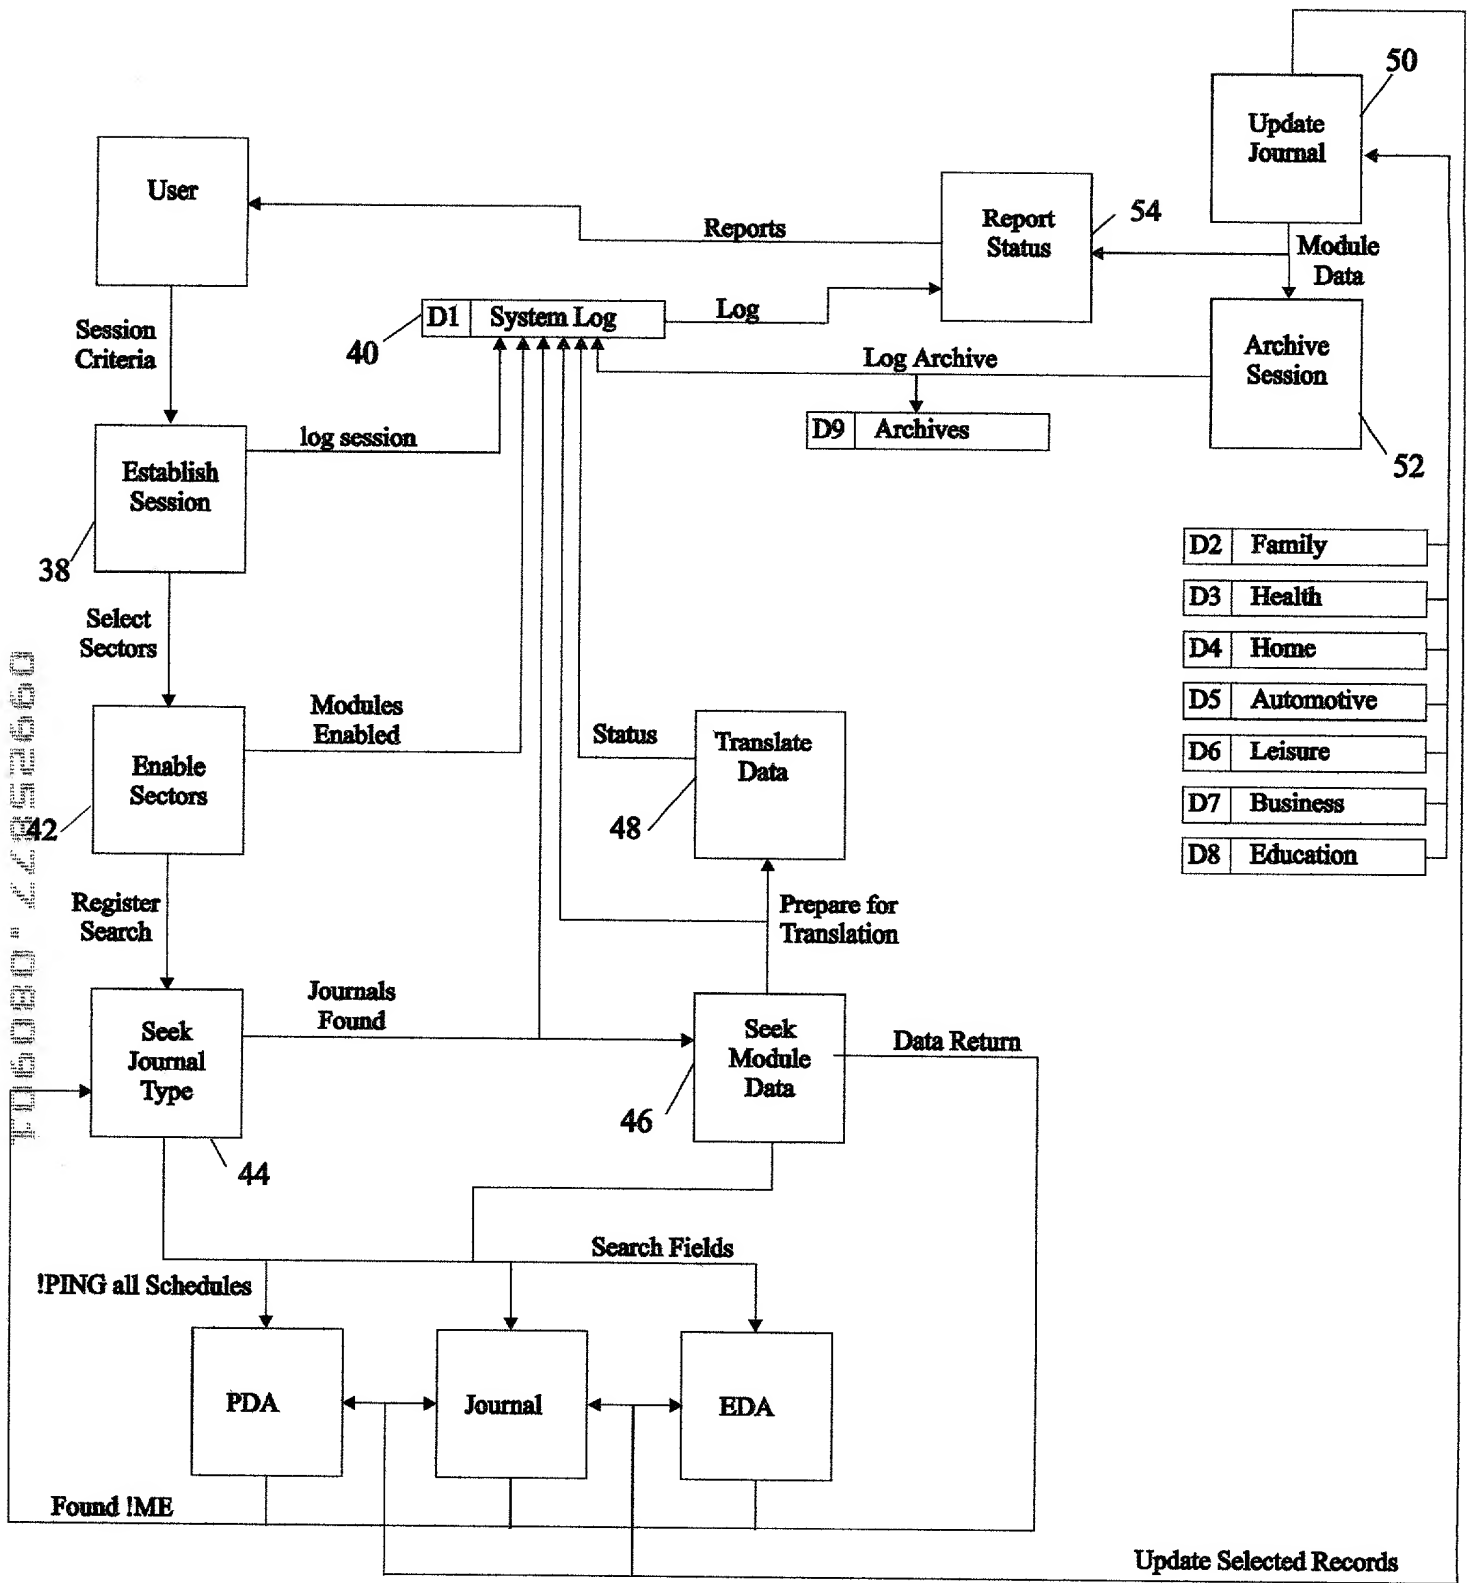 50
Update
Journal
User
54
Report
Status
Reports
Module
Data
D1 System Log
Log
Session
Criteria
40
Log Archive
Archive
Session
D9 Archives
log session
52
Establish
Session
38
D2 Family
D3 Health
Select
Sectors
D4 Home
D5 Automotive
Modules
Enabled
Status
Translate
Data
D6 Leisure
Enable
Sectors
D7 Business
42
48
D8 Education
Register
Search
Prepare for
Translation
Journals
Found
Seek
Journal
Type
Seek
Module
Data
Data Return
46
44
Search Fields
!PING all Schedules
PDA
Journal
EDA
Found !ME
Update Selected Records